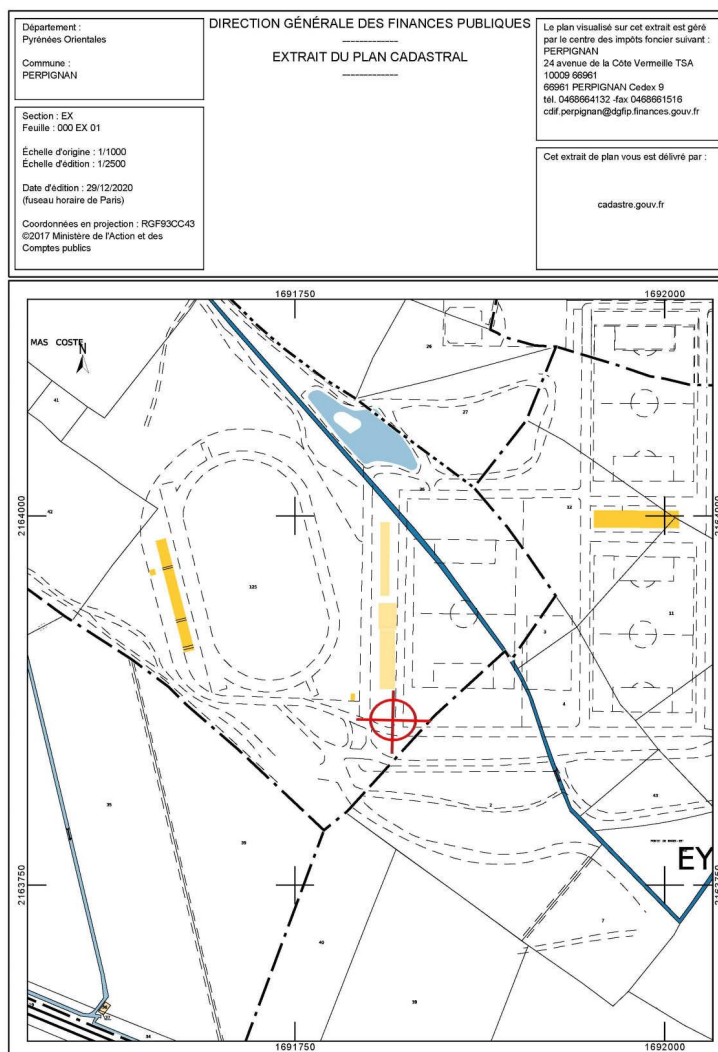 Département :
Pyrénées Orientales
Commune :
PERPIGNAN
Section : EX
Feuille : 000 EX 01
Échelle d'origine : 1/1000
Échelle d'édition : 1/2500
Date d'édition : 29/12/2020
(fuseau horaire de Paris)
Coordonnées en projection : RGF93CC43
©2017 Ministère de l'Action et des
Comptes publics
DIRECTION GÉNÉRALE DES FINANCES PUBLIQUES
-------------
EXTRAIT DU PLAN CADASTRAL
-------------
Le plan visualisé sur cet extrait est géré
par le centre des impôts foncier suivant :
PERPIGNAN
24 avenue de la Côte Vermeille TSA
10009 66961
66961 PERPIGNAN Cedex 9
tél. 0468664132 -fax 0468661516
cdif.perpignan@dgfip.finances.gouv.fr
Cet extrait de plan vous est délivré par :
cadastre.gouv.fr
1691750
1692000
MAS COSTE
N
26
27
41
42
2164000
2164000
12
125
11
3
4
2
35
39
43
EY
2163750
2163750
7
40
38
34
1691750
1692000